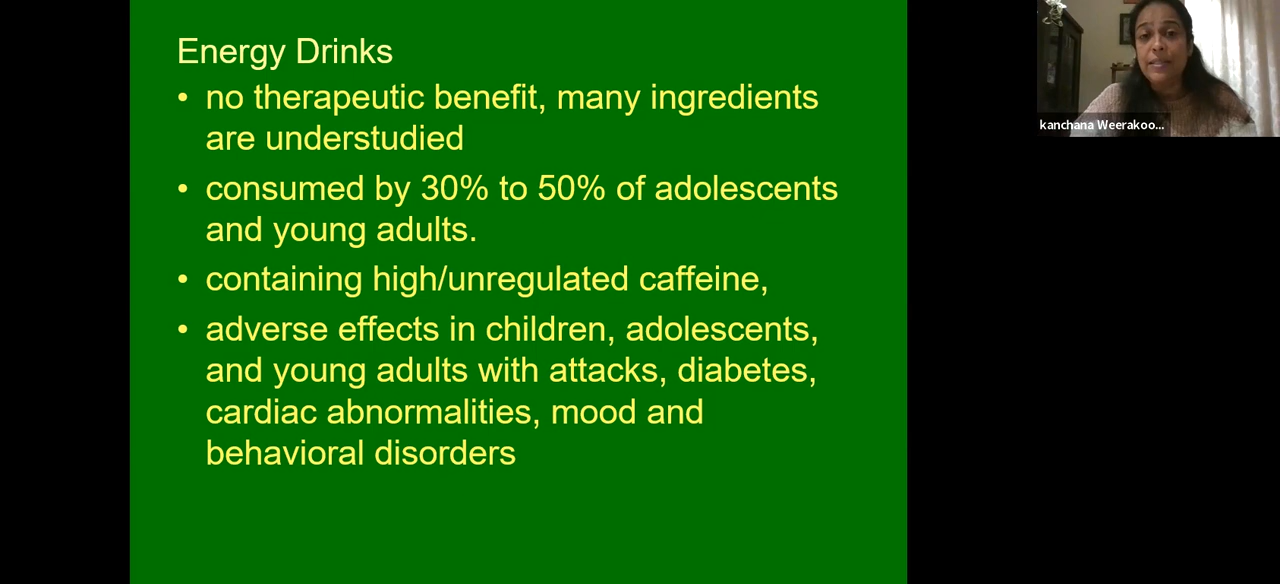 Energy Drinks
• no therapeutic benefit, many ingredients
are understudied
• consumed by 30% to 50% of adolescents
and young adults.
• containing high/unregulated caffeine,
• adverse effects in children, adolescents,
and young adults with attacks, diabetes,
cardiac abnormalities, mood and
behavioral disorders
kanchana Weerakoo...